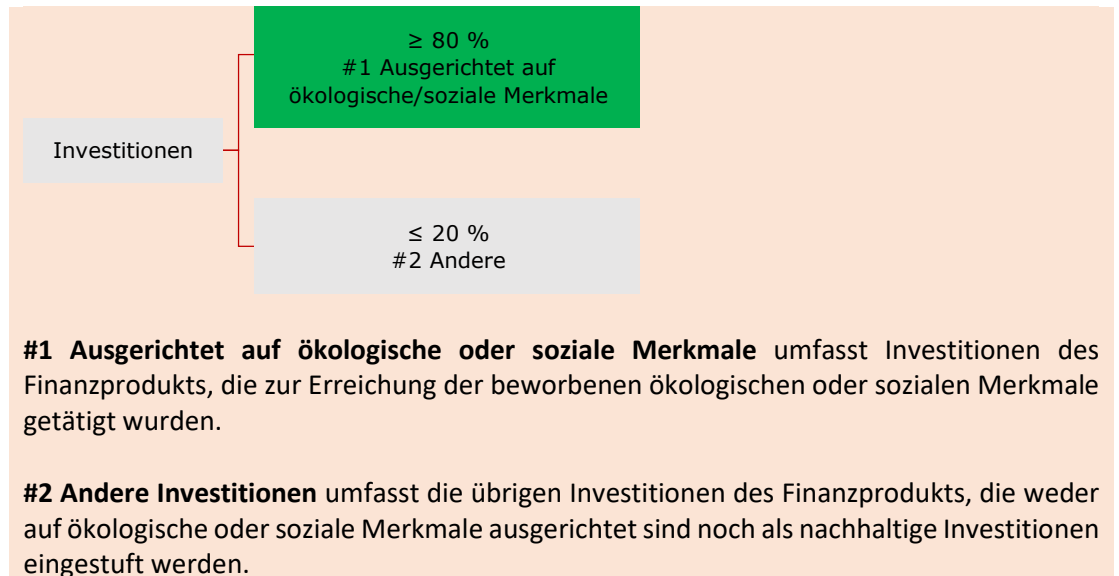 ≥ 80 %
#1 Ausgerichtet auf
ökologische/soziale Merkmale
Investitionen
≤ 20 %
#2 Andere
#1 Ausgerichtet auf ökologische oder soziale Merkmale umfasst Investitionen des
Finanzprodukts, die zur Erreichung der beworbenen ökologischen oder sozialen Merkmale
getätigt wurden.
#2 Andere Investitionen umfasst die übrigen Investitionen des Finanzprodukts, die weder
auf ökologische oder soziale Merkmale ausgerichtet sind noch als nachhaltige Investitionen
eingestuft werden.